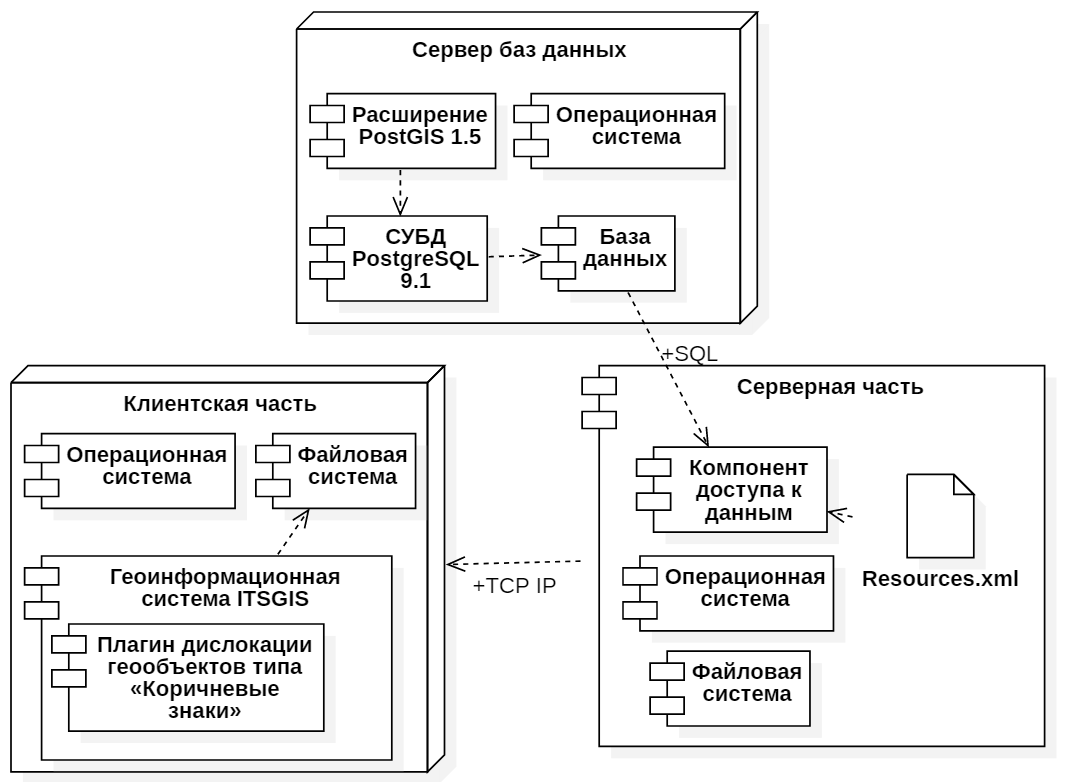 Сервер баз данных
Расширение
PostGIS 1.5
Операционная
система
СУБД
PostgreSQL
9.1
База
данных
+SQL
Клиентская часть
Операционная
система
Файловая
система
Геоинформационная
система ITSGIS
Плагин дислокации
геообъектов типа
«Коричневые
знаки»
+TCP IP
Серверная часть
Компонент
доступа к
данным
Resources.xml
Операционная
система
Файловая
система